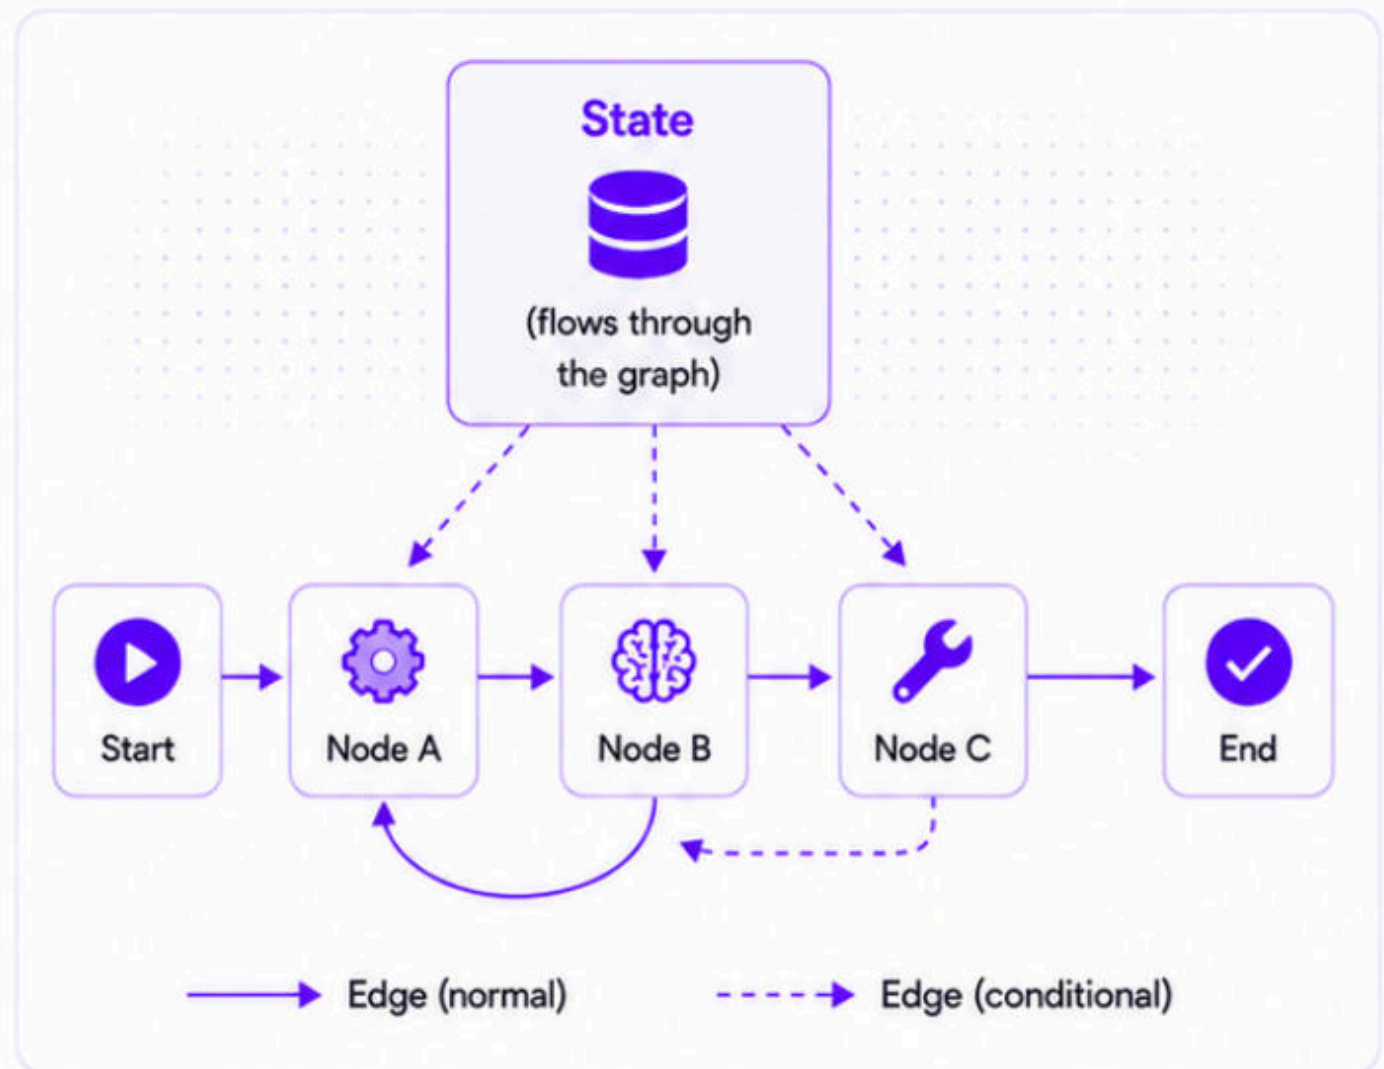 State
(flows through
the graph)
Start
Node A
Node B
Node C
End
Edge (normal)
Edge (conditional)